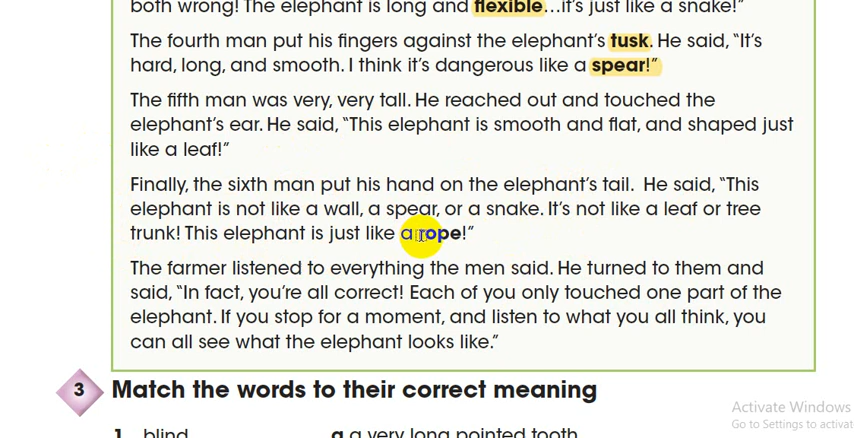 both wrong! The elephant is long and flexible...it's just like a snake!”
The fourth man put his fingers against the elephant's tusk. He said, “It's
hard, long, and smooth. I think it's dangerous like a spear!”
The fifth man was very, very tall. He reached out and touched the
elephant's ear. He said, “This elephant is smooth and flat, and shaped just
like a leaf!”
Finally, the sixth man put his hand on the elephant's tail.  He said, “This
elephant is not like a wall, a spear, or a snake. It's not like a leaf or tree
trunk! This elephant is just like a rope!”
The farmer listened to everything the men said. He turned to them and
said, “In fact, you're all correct! Each of you only touched one part of the
elephant. If you stop for a moment, and listen to what you all think, you
can all see what the elephant looks like.”
3 Match the words to their correct meaning
1 blind a a very long pointed tooth
Activate Windows
Go to Settings to activat